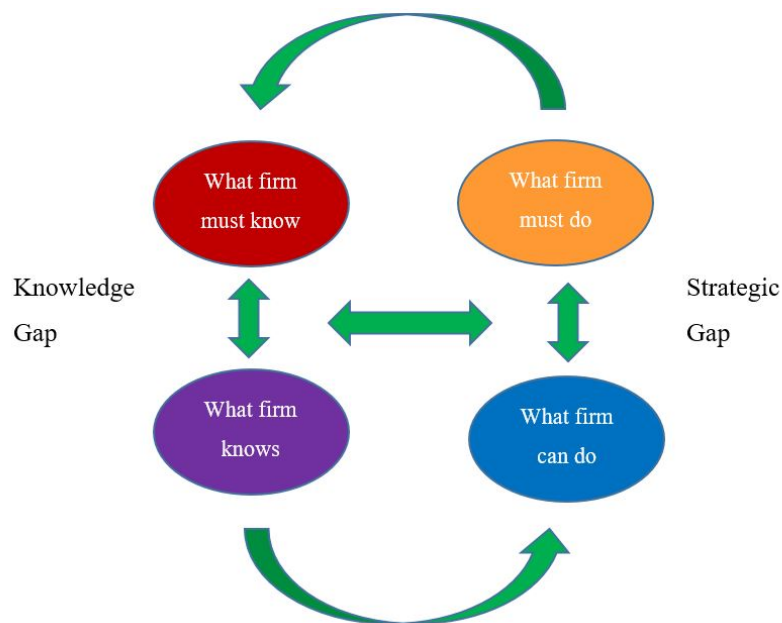 What firm
must know
What firm
must do
Knowledge
Gap
Strategic
Gap
What firm
knows
What firm
can do